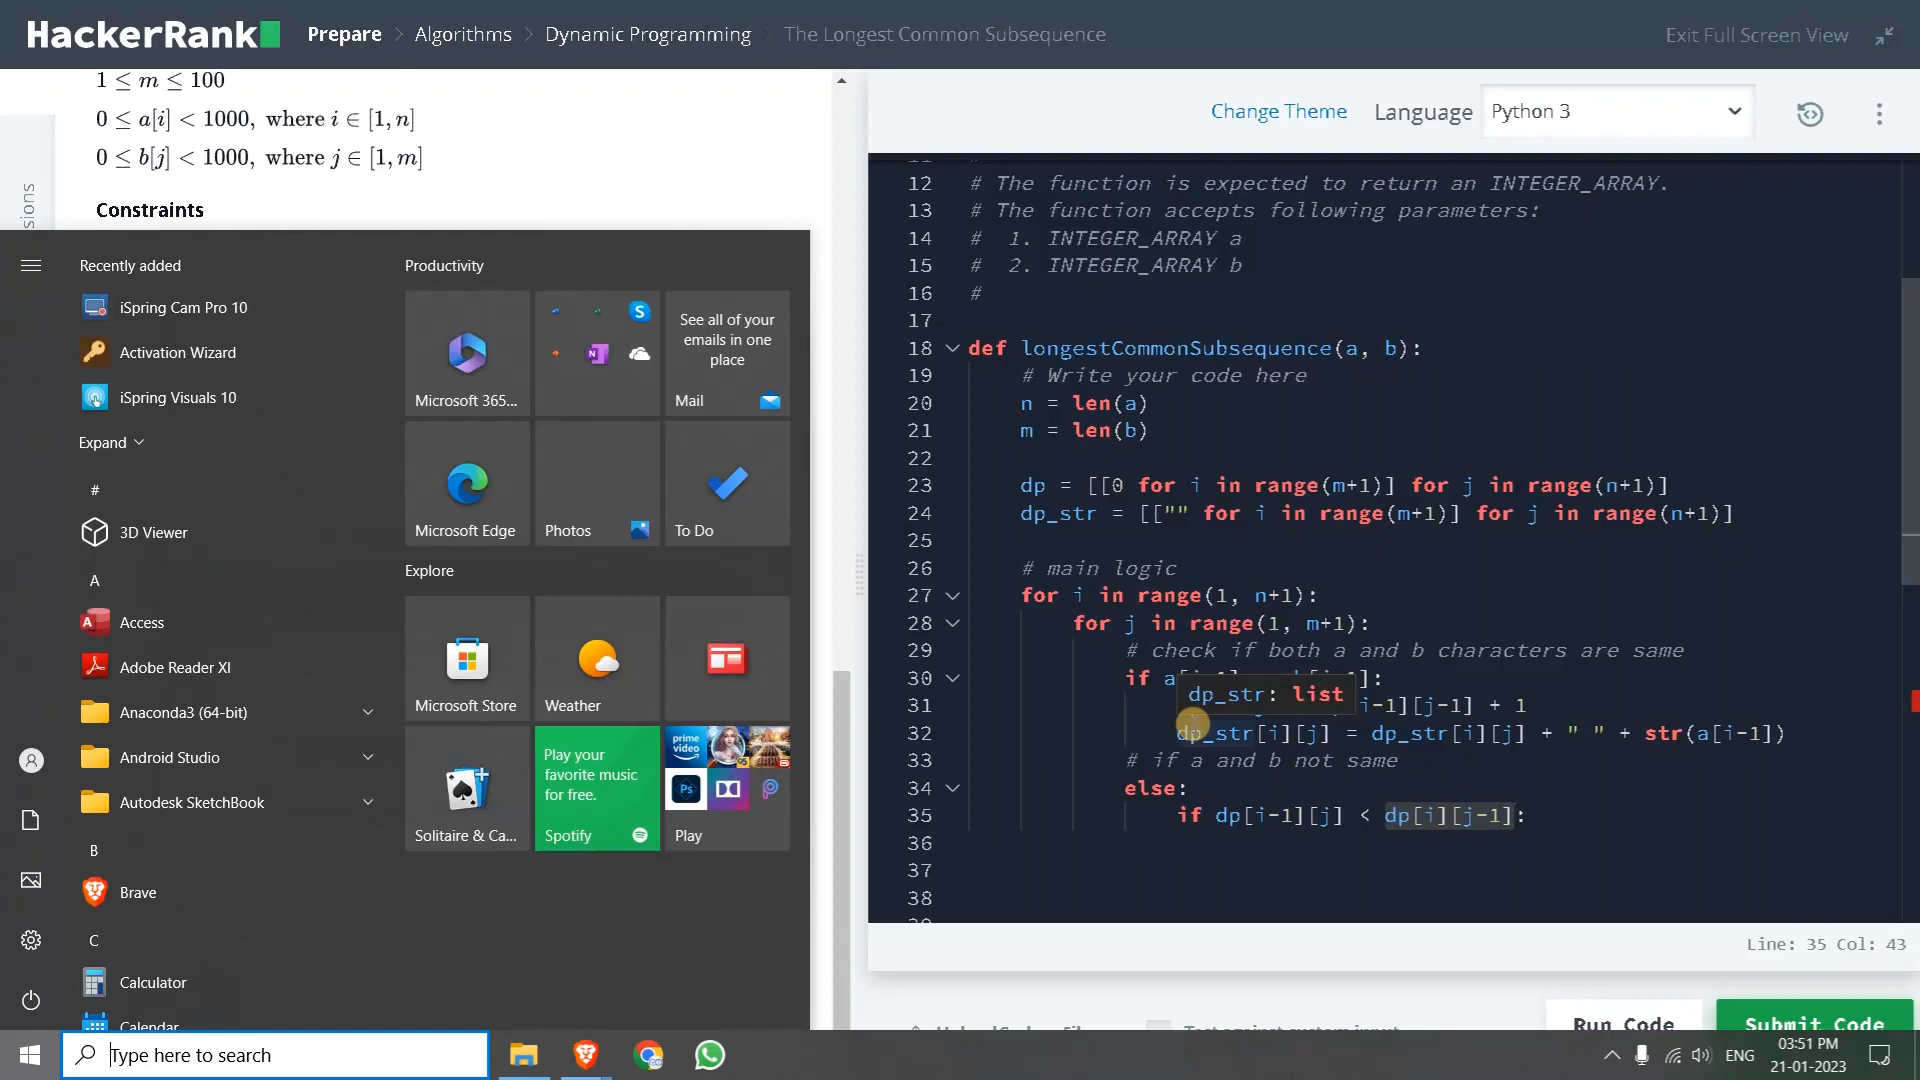 HackerRank
Prepare > Algorithms > Dynamic Programming > The Longest Common Subsequence
Exit Full Screen View
1 ≤ m ≤ 100
0 ≤ a[i] < 1000, where i ∈ [1, n]
0 ≤ b[j] < 1000, where j ∈ [1, m]
Constraints
sions
Change Theme
Language
Python 3
Recently added
iSpring Cam Pro 10
Activation Wizard
iSpring Visuals 10
Expand
#
3D Viewer
A
Access
Adobe Reader XI
Anaconda3 (64-bit)
Android Studio
Autodesk SketchBook
B
Brave
C
Calculator
Calendar
Productivity
Microsoft 365...
See all of your
emails in one
place
Mail
Microsoft Edge
Photos
To Do
Explore
Microsoft Store
Weather
Solitaire & Ca...
Play your
favorite music
for free.
Spotify
prime
video
Ps
Play
12 # The function is expected to return an INTEGER_ARRAY.
13 # The function accepts following parameters:
14 #  1. INTEGER_ARRAY a
15 #  2. INTEGER_ARRAY b
16 #
17
18 def longestCommonSubsequence(a, b):
19     # Write your code here
20     n = len(a)
21     m = len(b)
22
23     dp = [[0 for i in range(m+1)] for j in range(n+1)]
24     dp_str = [["" for i in range(m+1)] for j in range(n+1)]
25
26     # main logic
27     for i in range(1, n+1):
28         for j in range(1, m+1):
29             # check if both a and b characters are same
30             if a
]:
dp_str: list
31 i-1][j-1] + 1
32                 dp_str[i][j] = dp_str[i][j] + " " + str(a[i-1])
33             # if a and b not same
34             else:
35                 if dp[i-1][j] < dp[i][j-1]:
36
37
38
Line: 35 Col: 43
Run Code
Submit Code
Type here to search
ENG
03:51 PM
21-01-2023